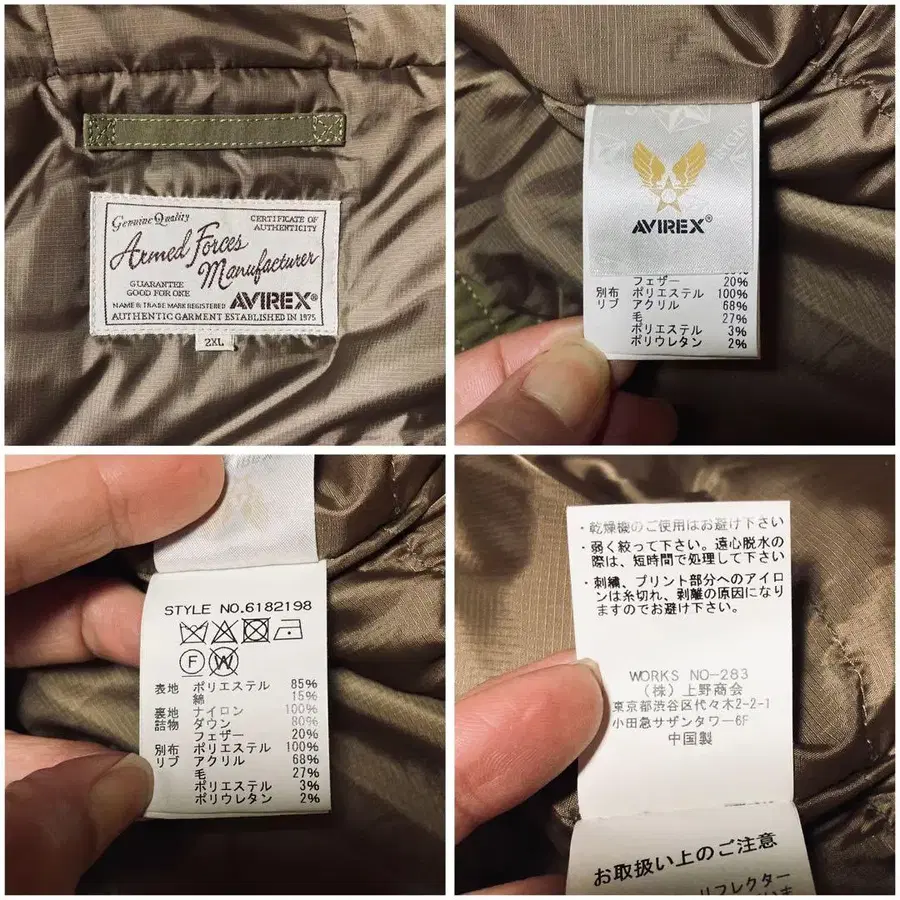 Genuine Quality
CERTIFICATE OF
AUTHENTICITY
Armed Forces
Manufacturer
GUARANTEE
GOOD FOR ONE
NAME & TRADE MARK REGISTERED AVIREX®
AUTHENTIC GARMENT ESTABLISHED IN 1975
2XL
AVIREX®
フェザー 20%
別布 ポリエステル 100%
リブ アクリル 68%
毛 27%
ポリエステル 3%
ポリウレタン 2%
STYLE NO.6182198
F W
表地 ポリエステル 85%
綿 15%
裏地 ナイロン 100%
詰物 ダウン 80%
フェザー 20%
別布 ポリエステル 100%
リブ アクリル 68%
毛 27%
ポリエステル 3%
ポリウレタン 2%
・乾燥機のご使用はお避け下さい
・弱く絞って下さい。遠心脱水の
際は、短時間で処理して下さい
・刺繍、プリント部分へのアイロ
ンは糸切れ、剥離の原因になり
ますのでお避け下さい。
WORKS NO-283
(株)上野商会
東京都渋谷区代々木2-2-1
小田急サザンタワー6F
中国製
お取扱い上のご注意
リフレクター